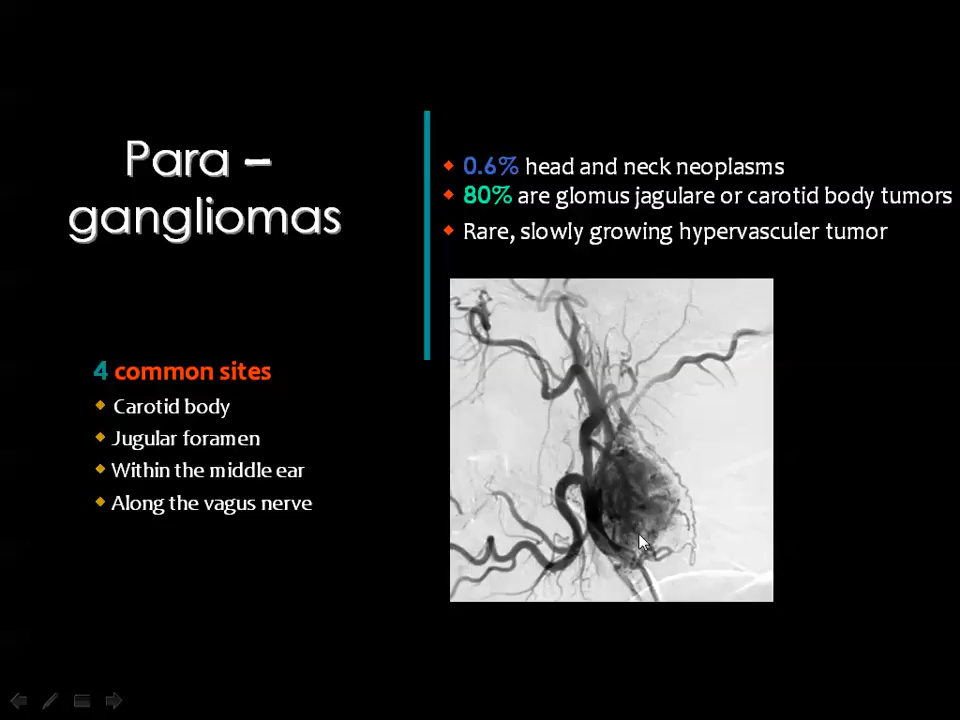 Para –
gangliomas
0.6% head and neck neoplasms
80% are glomus jagulare or carotid body tumors
Rare, slowly growing hypervasculer tumor
4 common sites
Carotid body
Jugular foramen
Within the middle ear
Along the vagus nerve